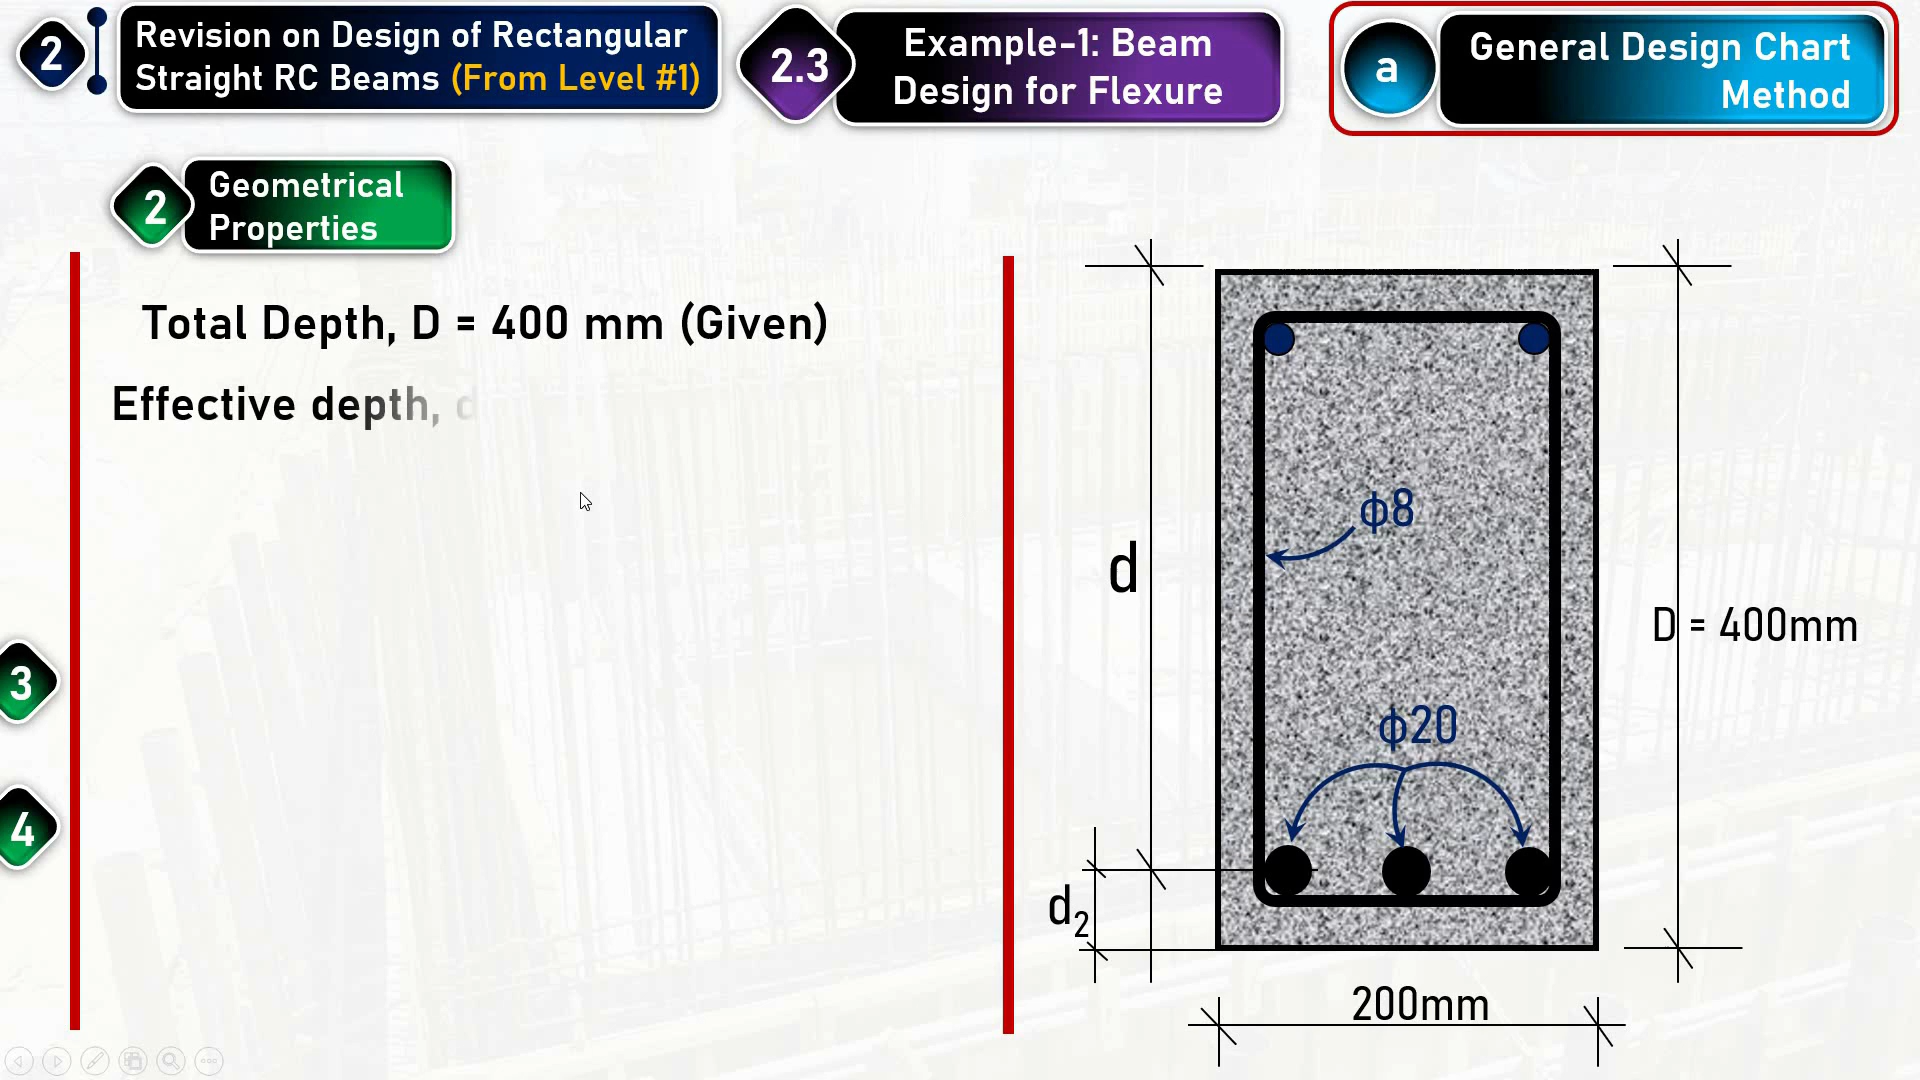 2
Revision on Design of Rectangular
Straight RC Beams (From Level #1)
2.3
Example-1: Beam
Design for Flexure
a
General Design Chart
Method
2
Geometrical
Properties
Total Depth, D = 400 mm (Given)
Effective depth, d
3
4
d
ϕ8
ϕ20
D = 400mm
d₂
200mm